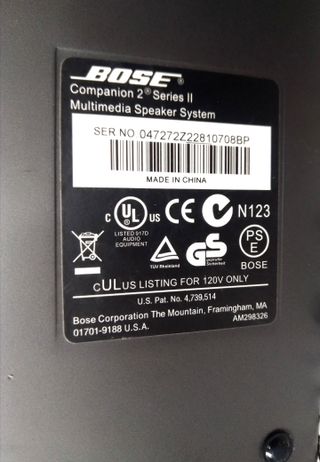 BOSE®
Companion 2® Series II
Multimedia Speaker System
SER NO. 047272Z22810708BP
MADE IN CHINA
c UL US CE N123
LISTED 917D
AUDIO
EQUIPMENT
TÜV Rheinland
GS
geprüfte
Sicherheit
PS
E
BOSE
cULUS LISTING FOR 120V ONLY
U.S. Pat. No. 4,739,514
Bose Corporation The Mountain, Framingham, MA
01701-9188 U.S.A.
AM298326